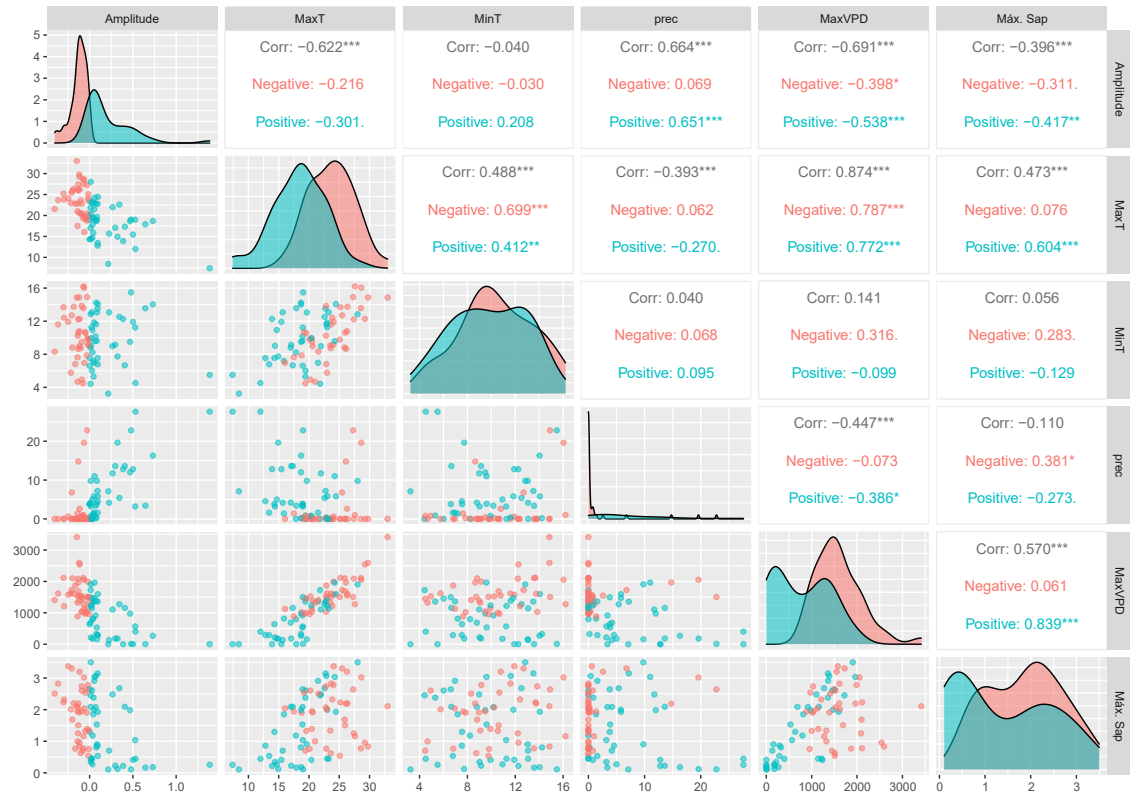 Amplitude MaxT MinT prec MaxVPD Máx. Sap
5
4
3
2
1
0
Corr: −0.622***
Negative: −0.216
Positive: −0.301.
Corr: −0.040
Negative: −0.030
Positive: 0.208
Corr: 0.664***
Negative: 0.069
Positive: 0.651***
Corr: −0.691***
Negative: −0.398*
Positive: −0.538***
Corr: −0.396***
Negative: −0.311.
Positive: −0.417**
Amplitude
30
25
20
15
10
Corr: 0.488***
Negative: 0.699***
Positive: 0.412**
Corr: −0.393***
Negative: 0.062
Positive: −0.270.
Corr: 0.874***
Negative: 0.787***
Positive: 0.772***
Corr: 0.473***
Negative: 0.076
Positive: 0.604***
MaxT
16
12
8
4
Corr: 0.040
Negative: 0.068
Positive: 0.095
Corr: 0.141
Negative: 0.316.
Positive: −0.099
Corr: 0.056
Negative: 0.283.
Positive: −0.129
MinT
20
10
0
Corr: −0.447***
Negative: −0.073
Positive: −0.386*
Corr: −0.110
Negative: 0.381*
Positive: −0.273.
prec
3000
2000
1000
0
Corr: 0.570***
Negative: 0.061
Positive: 0.839***
MaxVPD
3
2
1
0
Máx. Sap
0.0 0.5 1.0
10 15 20 25 30
4 8 12 16
0 10 20
0 1000 2000 3000
0 1 2 3